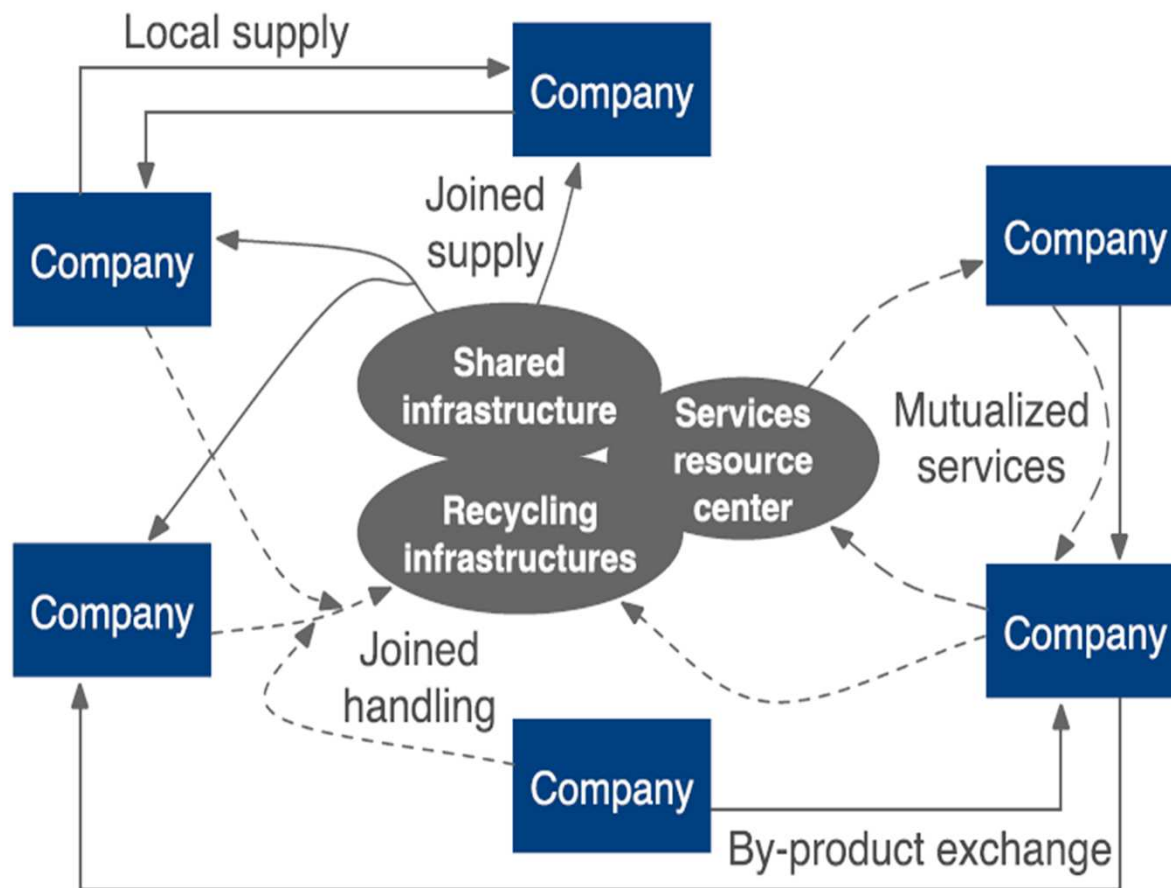 Local supply
Company
Joined
supply
Company
Company
Shared
infrastructure
Services
resource
center
Mutualized
services
Recycling
infrastructures
Company
Company
Joined
handling
Company
By-product exchange